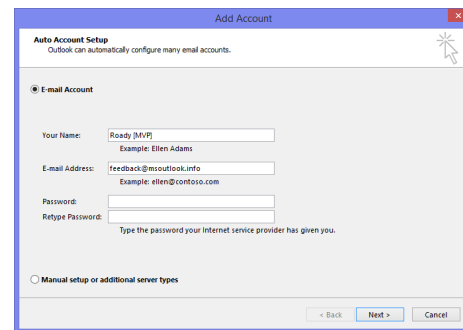 Add Account
Auto Account Setup
Outlook can automatically configure many email accounts.
E-mail Account
Your Name: Roady [MVP]
Example: Ellen Adams
E-mail Address: feedback@msoutlook.info
Example: ellen@contoso.com
Password:
Retype Password:
Type the password your Internet service provider has given you.
Manual setup or additional server types
< Back Next > Cancel